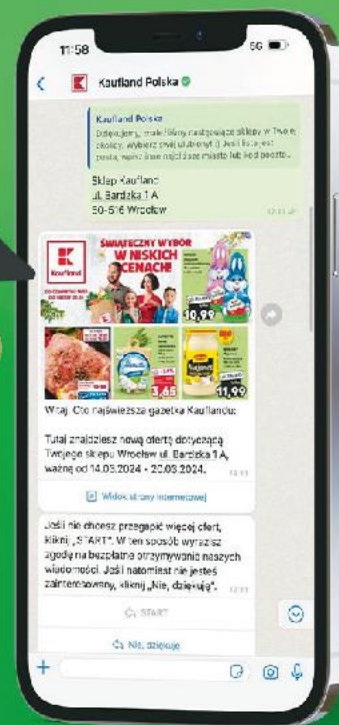 11:58
5G
Kaufland Polska
Kaufland Polska
Sklep Kaufland
ul. Bardzka 1 A
50-516 Wrocław
Kaufland
ŚWIĄTECZNY WYBÓR
W NISKICH
CENACH!
10,99
3,65
11,99
Witaj. Oto najświeższa gazetka Kauflandu:
Tutaj znajdziesz nową ofertę dotyczącą
Twojego sklepu Wrocław ul. Bardzka 1 A,
ważną od 14.03.2024 - 20.03.2024.
Widok strony internetowej
Jeśli nie chcesz przegapić więcej ofert,
kliknij „START". W ten sposób wyrazisz
zgodę na bezpłatne otrzymywanie naszych
wiadomości. Jeśli natomiast nie jesteś
zainteresowany, kliknij „Nie, dziękuję".
START
Nie, dziękuję